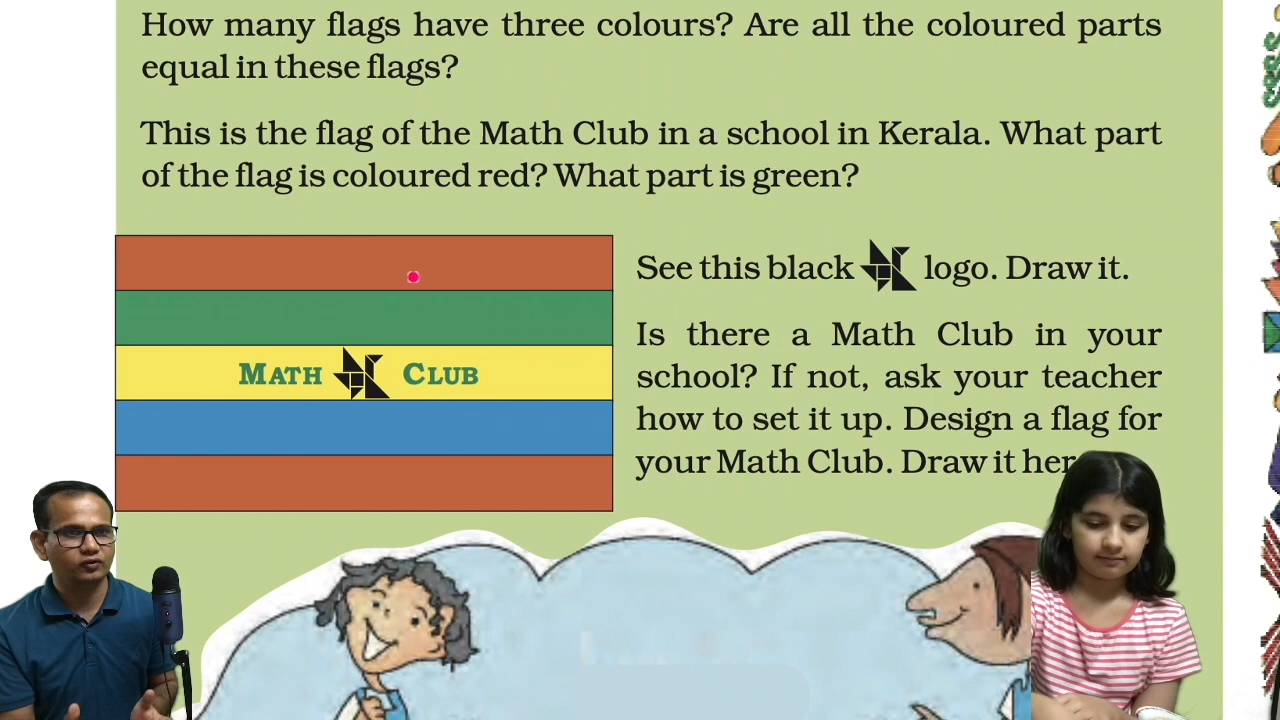 How many flags have three colours? Are all the coloured parts
equal in these flags?
This is the flag of the Math Club in a school in Kerala. What part
of the flag is coloured red? What part is green?
MATH CLUB
See this black logo. Draw it.
Is there a Math Club in your
school? If not, ask your teacher
how to set it up. Design a flag for
your Math Club. Draw it